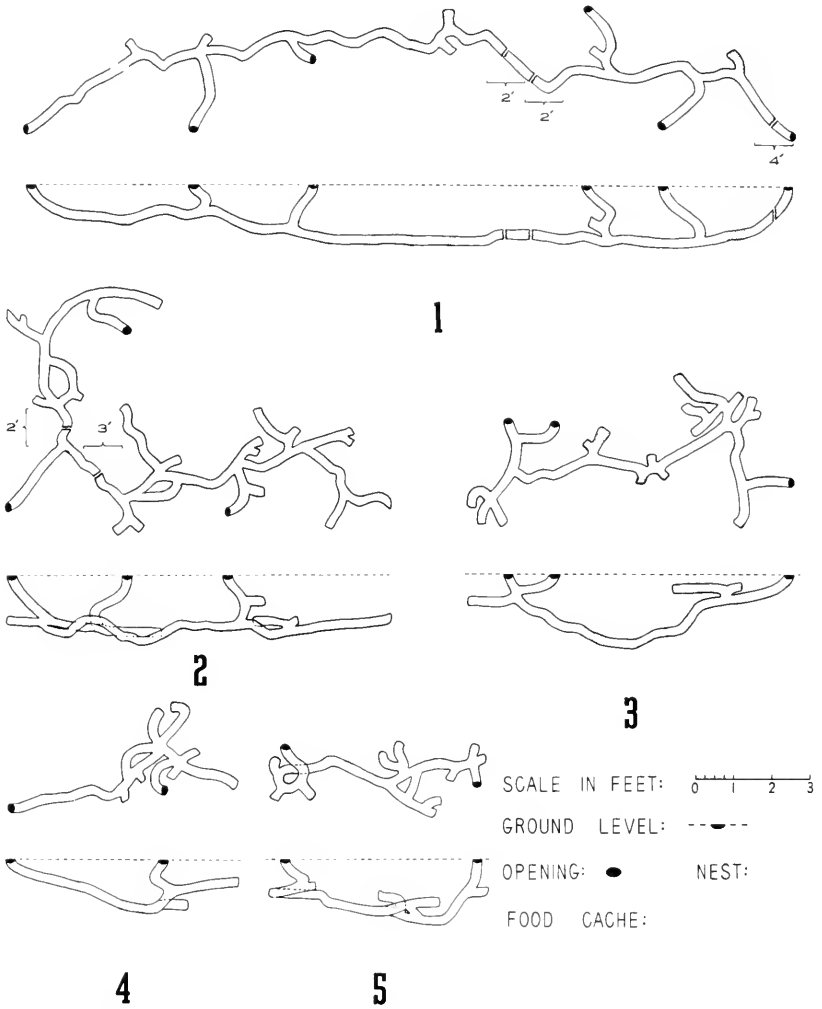 2′
2′
4′
1
2′
3′
2
3
SCALE IN FEET: 0 1 2 3
GROUND LEVEL:
OPENING: NEST:
FOOD CACHE:
4
5